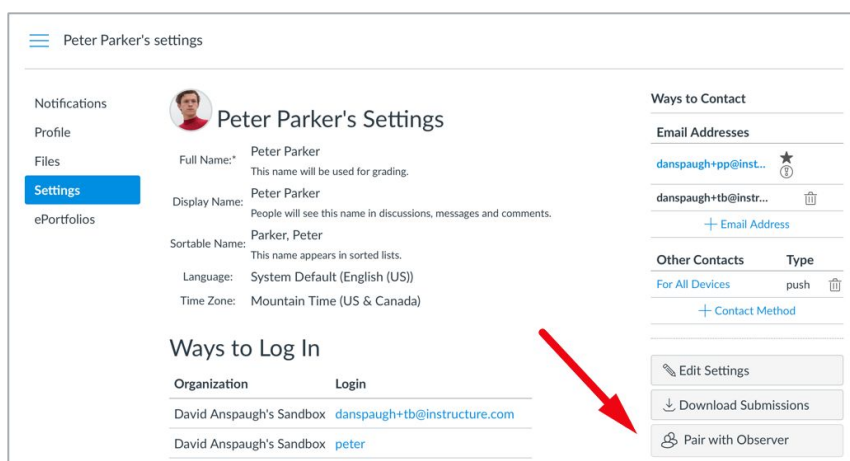 Peter Parker's settings
Notifications
Profile
Files
Settings
ePortfolios
Peter Parker's Settings
Full Name:* Peter Parker
This name will be used for grading.
Display Name: Peter Parker
People will see this name in discussions, messages and comments.
Sortable Name: Parker, Peter
This name appears in sorted lists.
Language: System Default (English (US))
Time Zone: Mountain Time (US & Canada)
Ways to Log In
Organization Login
David Anspaugh's Sandbox danspaugh+tb@instructure.com
David Anspaugh's Sandbox peter
Ways to Contact
Email Addresses
danspaugh+pp@inst...
danspaugh+tb@instr...
+ Email Address
Other Contacts Type
For All Devices push
+ Contact Method
Edit Settings
Download Submissions
Pair with Observer